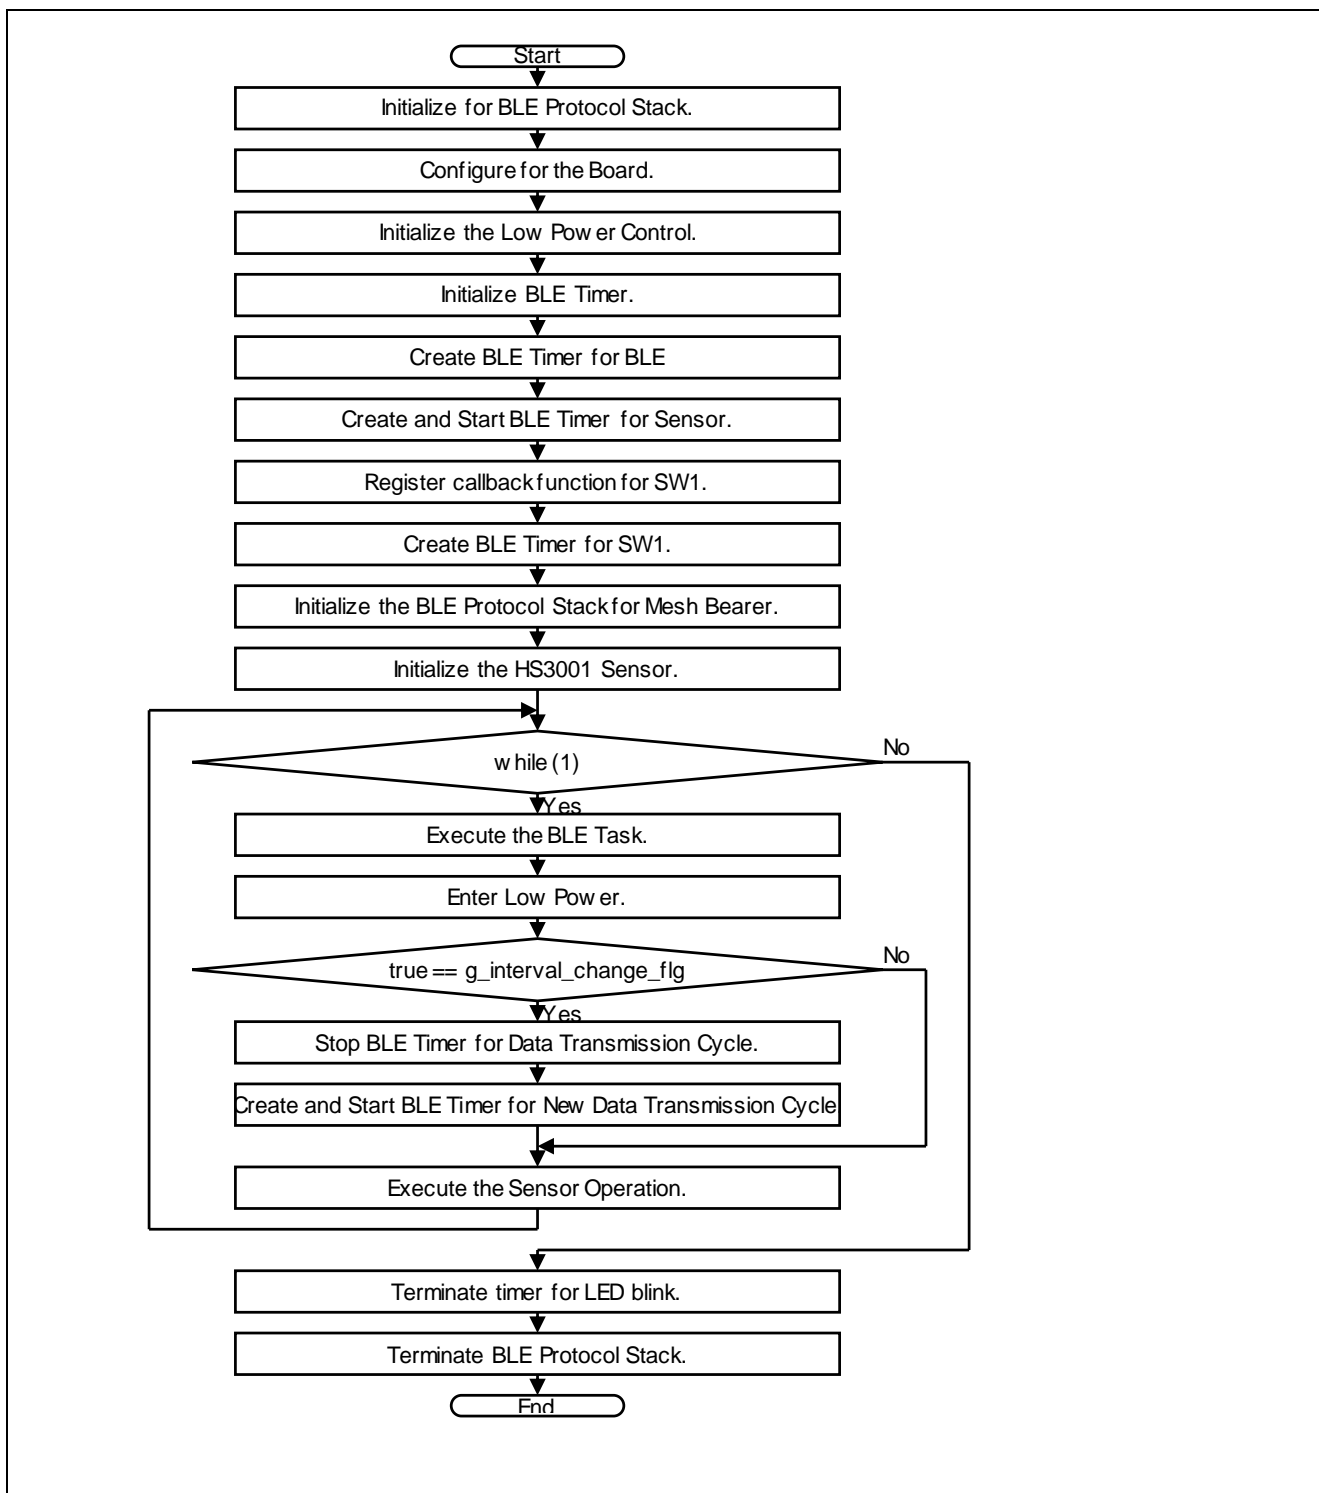 Start
Initialize for BLE Protocol Stack.
Configure for the Board.
Initialize the Low Power Control.
Initialize BLE Timer.
Create BLE Timer for BLE
Create and Start BLE Timer for Sensor.
Register callback function for SW1.
Create BLE Timer for SW1.
Initialize the BLE Protocol Stack for Mesh Bearer.
Initialize the HS3001 Sensor.
while (1)
No
Yes
Execute the BLE Task.
Enter Low Power.
true == g_interval_change_flg
No
Yes
Stop BLE Timer for Data Transmission Cycle.
Create and Start BLE Timer for New Data Transmission Cycle
Execute the Sensor Operation.
Terminate timer for LED blink.
Terminate BLE Protocol Stack.
End